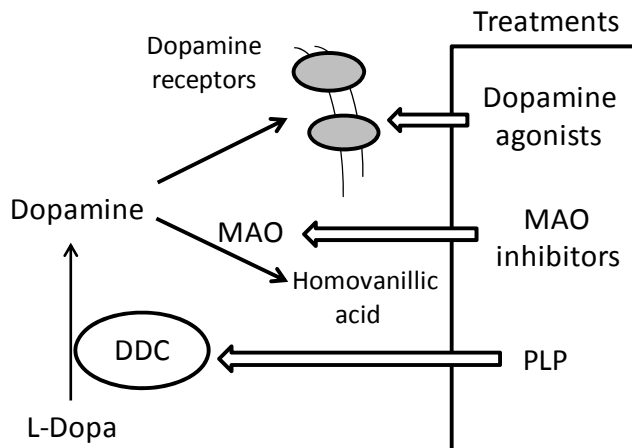 Treatments
Dopamine
receptors
Dopamine
agonists
Dopamine
MAO
MAO
inhibitors
Homovanillic
acid
DDC
PLP
L-Dopa